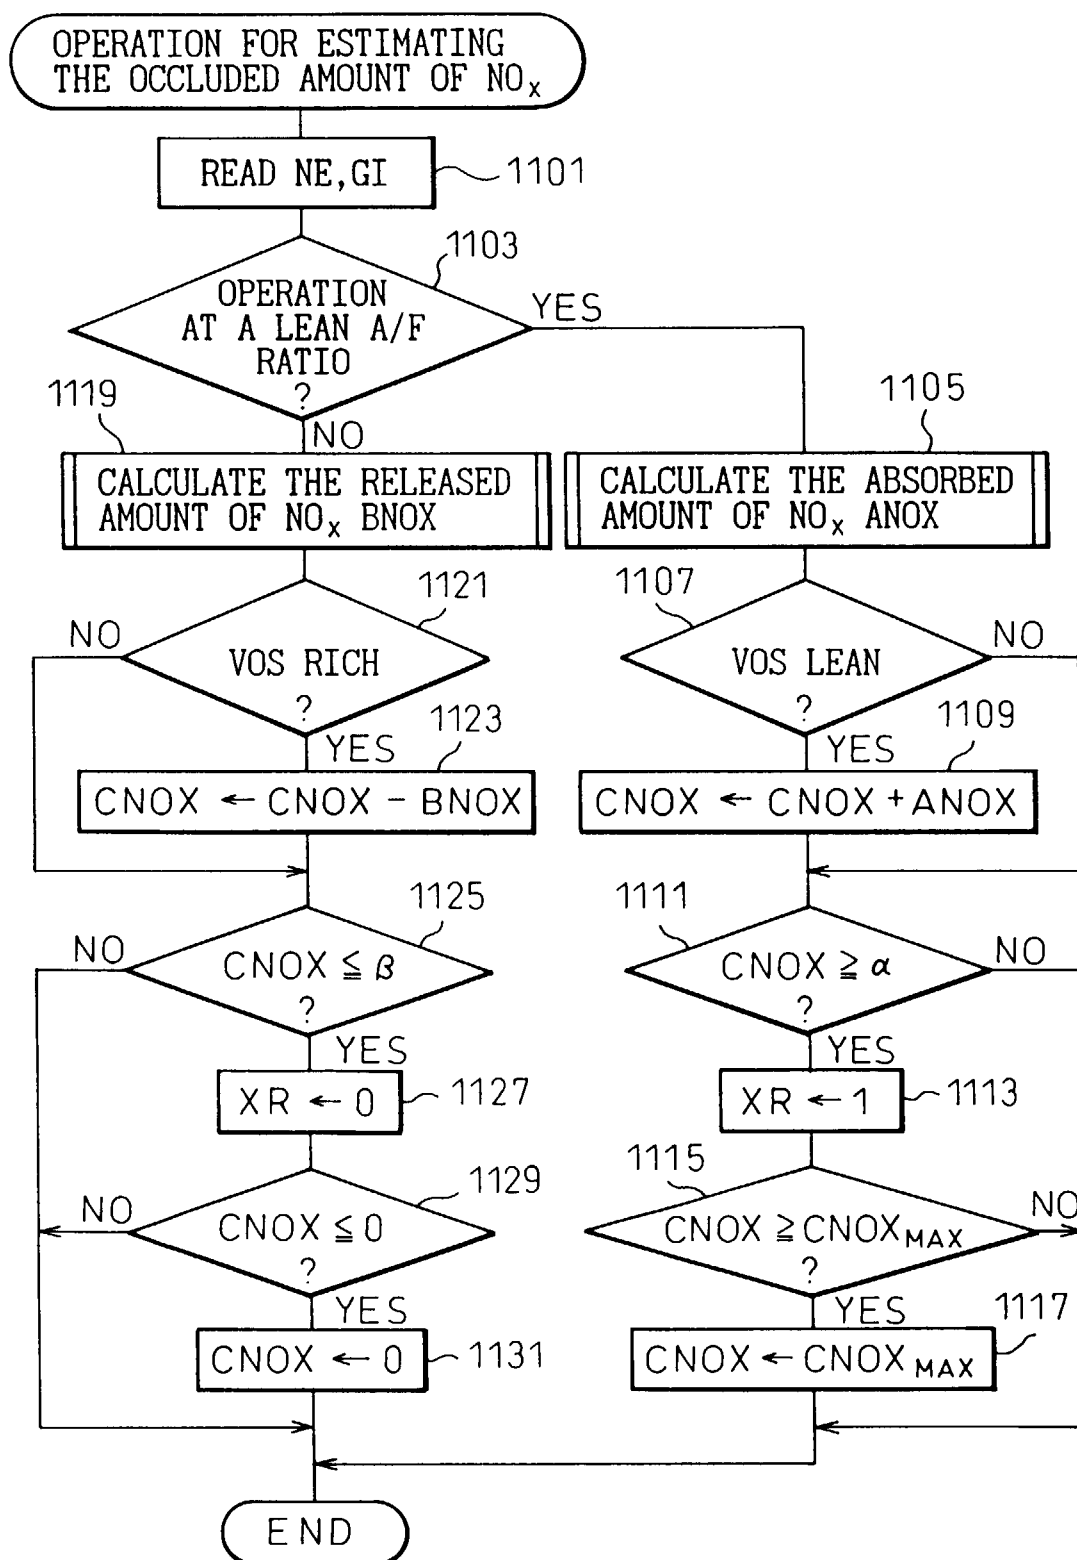 OPERATION FOR ESTIMATING
THE OCCLUDED AMOUNT OF NOx
READ NE,GI
1101
1103
OPERATION
AT A LEAN A/F
RATIO
?
YES
NO
1119
CALCULATE THE RELEASED
AMOUNT OF NOx BNOX
1105
CALCULATE THE ABSORBED
AMOUNT OF NOx ANOX
1121
NO
VOS RICH
?
YES
1107
VOS LEAN
?
NO
YES
1123
CNOX ← CNOX − BNOX
1109
CNOX ← CNOX + ANOX
1125
NO
CNOX ≦ β
?
YES
1111
CNOX ≧ α
?
NO
YES
XR ← 0
1127
XR ← 1
1113
1129
NO
CNOX ≦ 0
?
YES
1115
CNOX ≧ CNOXMAX
?
NO
YES
CNOX ← 0
1131
1117
CNOX ← CNOXMAX
END